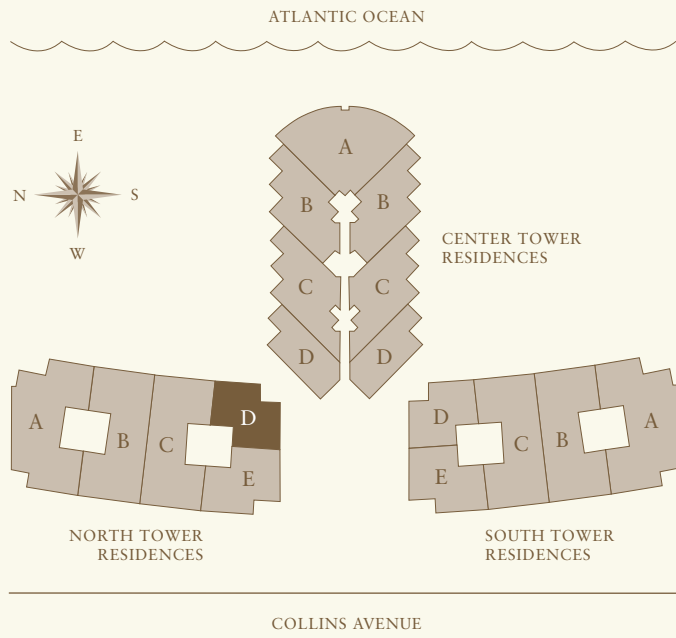 ATLANTIC OCEAN
E
N S
W
A
B B
CENTER TOWER
RESIDENCES
C C
D D
A B C D E
D E C B A
NORTH TOWER
RESIDENCES
SOUTH TOWER
RESIDENCES
COLLINS AVENUE